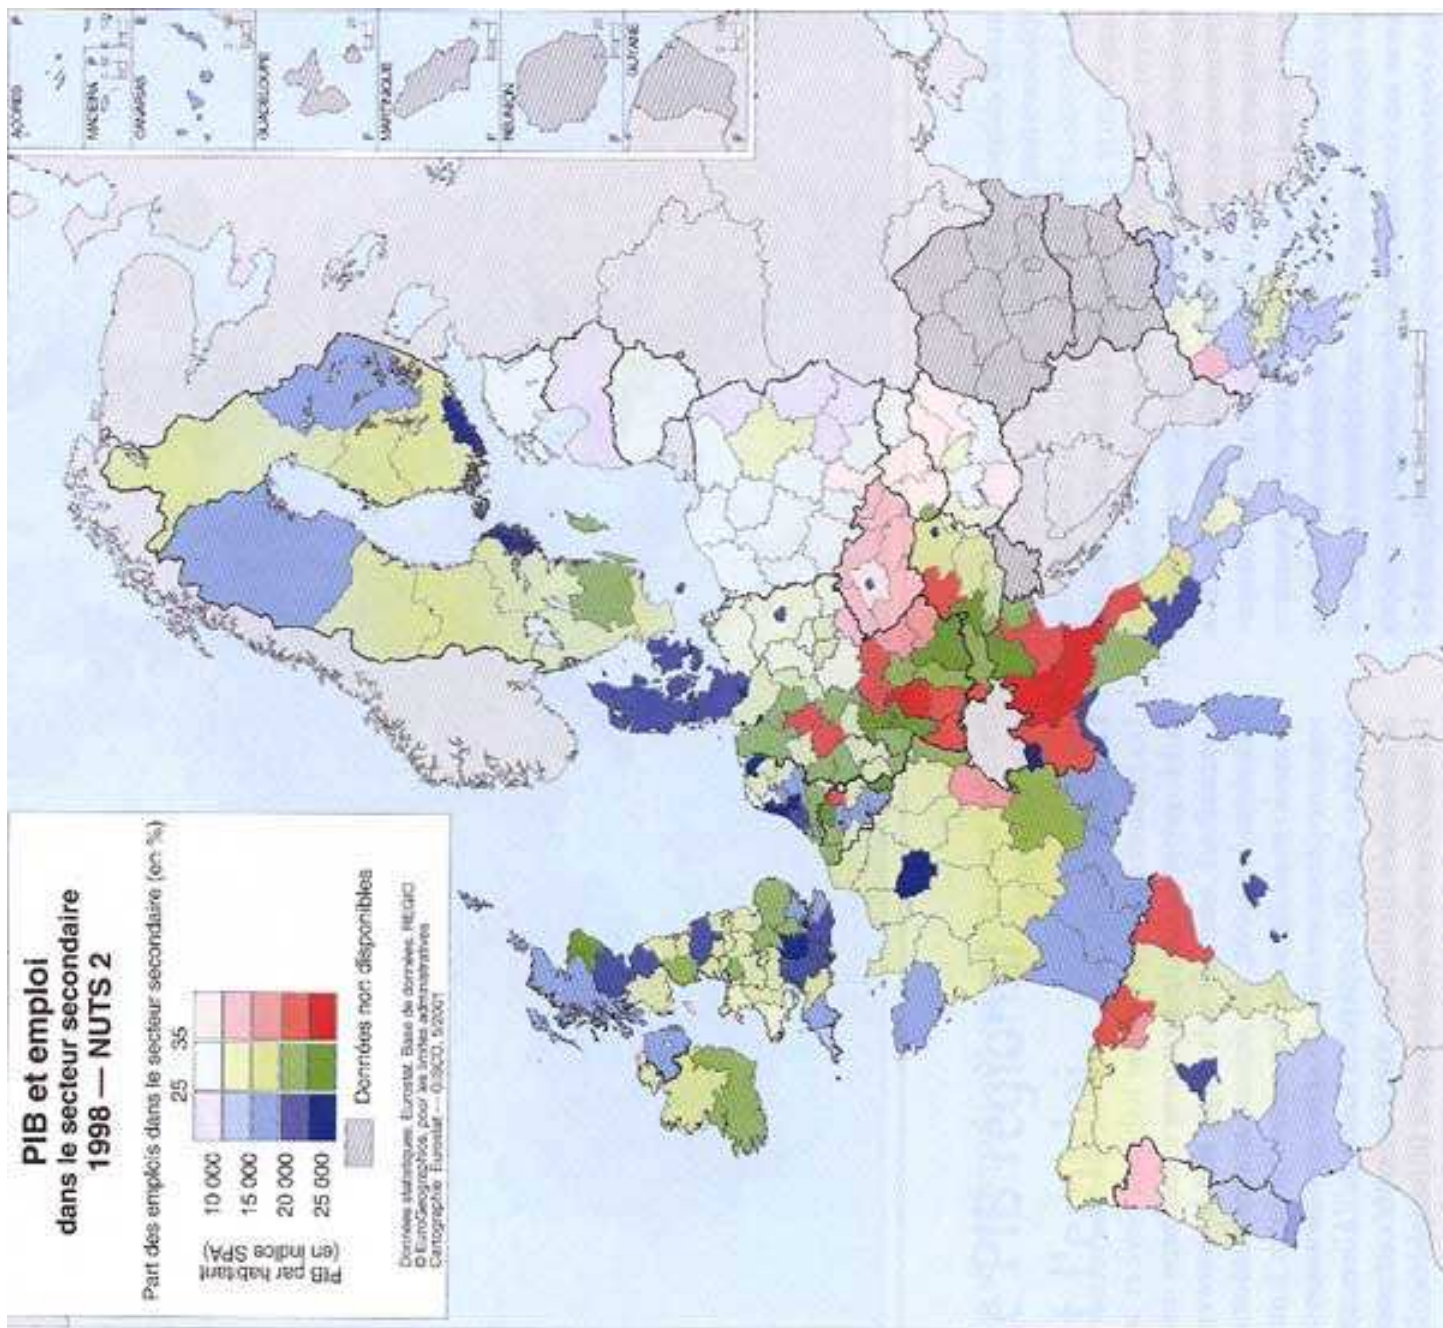 PIB et emploi
dans le secteur secondaire
1998 — NUTS 2
Part des emplois dans le secteur secondaire (en %)
25
35
PIB par habitant
(en indice SPA)
10 000
15 000
20 000
25 000
Données non disponibles
Données statistiques: Eurostat. Base de données: REGIO
© EuroGeographics, pour les limites administratives
Cartographie: Eurostat — GISCO, 5/2001
AÇORES
P
MADEIRA
P
CANARIAS
E
GUADELOUPE
F
MARTINIQUE
F
REUNION
F
GUYANE
F